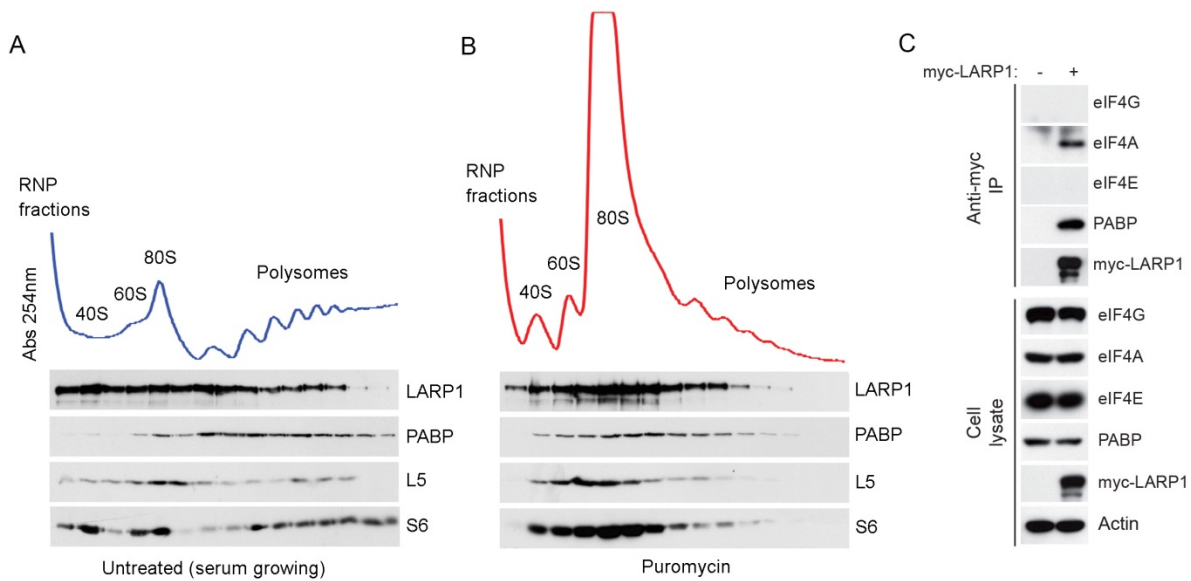 A
RNP
fractions
Abs 254nm
40S
60S
80S
Polysomes
LARP1
PABP
L5
S6
Untreated (serum growing)
B
RNP
fractions
40S
60S
80S
Polysomes
LARP1
PABP
L5
S6
Puromycin
C
myc-LARP1: - +
Anti-myc
IP
eIF4G
eIF4A
eIF4E
PABP
myc-LARP1
Cell
lysate
eIF4G
eIF4A
eIF4E
PABP
myc-LARP1
Actin